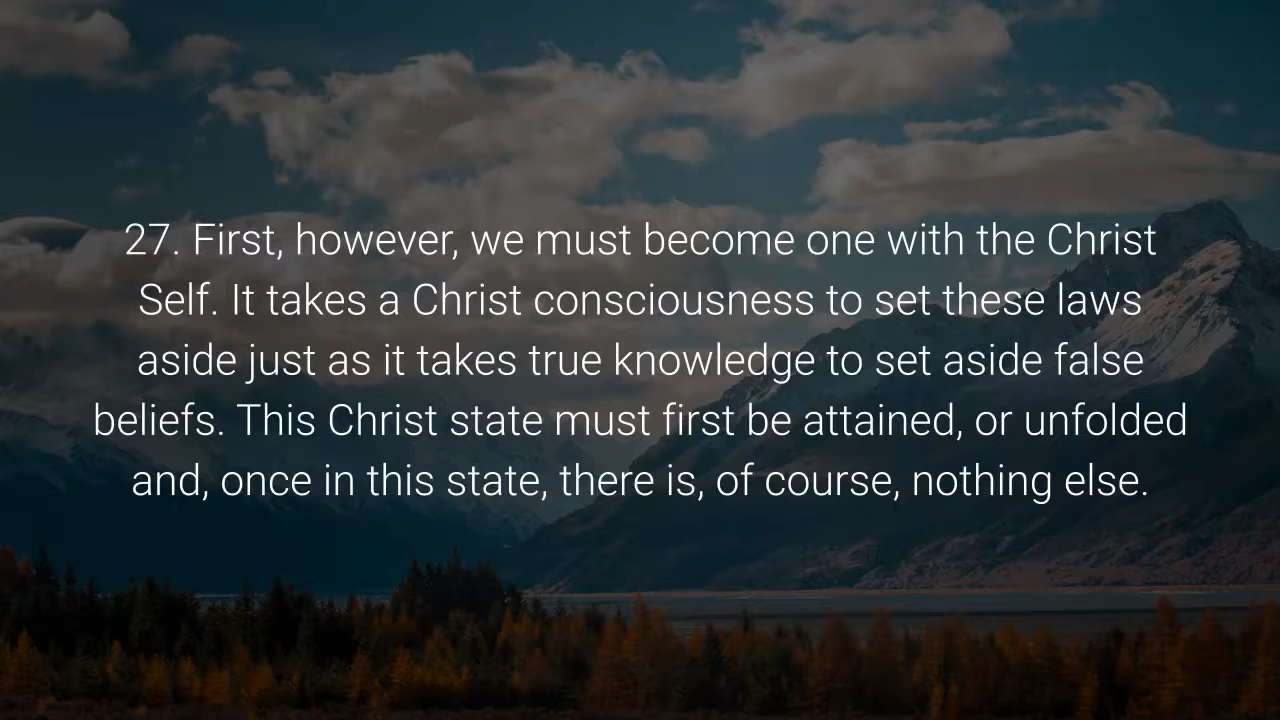 27. First, however, we must become one with the Christ
Self. It takes a Christ consciousness to set these laws
aside just as it takes true knowledge to set aside false
beliefs. This Christ state must first be attained, or unfolded
and, once in this state, there is, of course, nothing else.